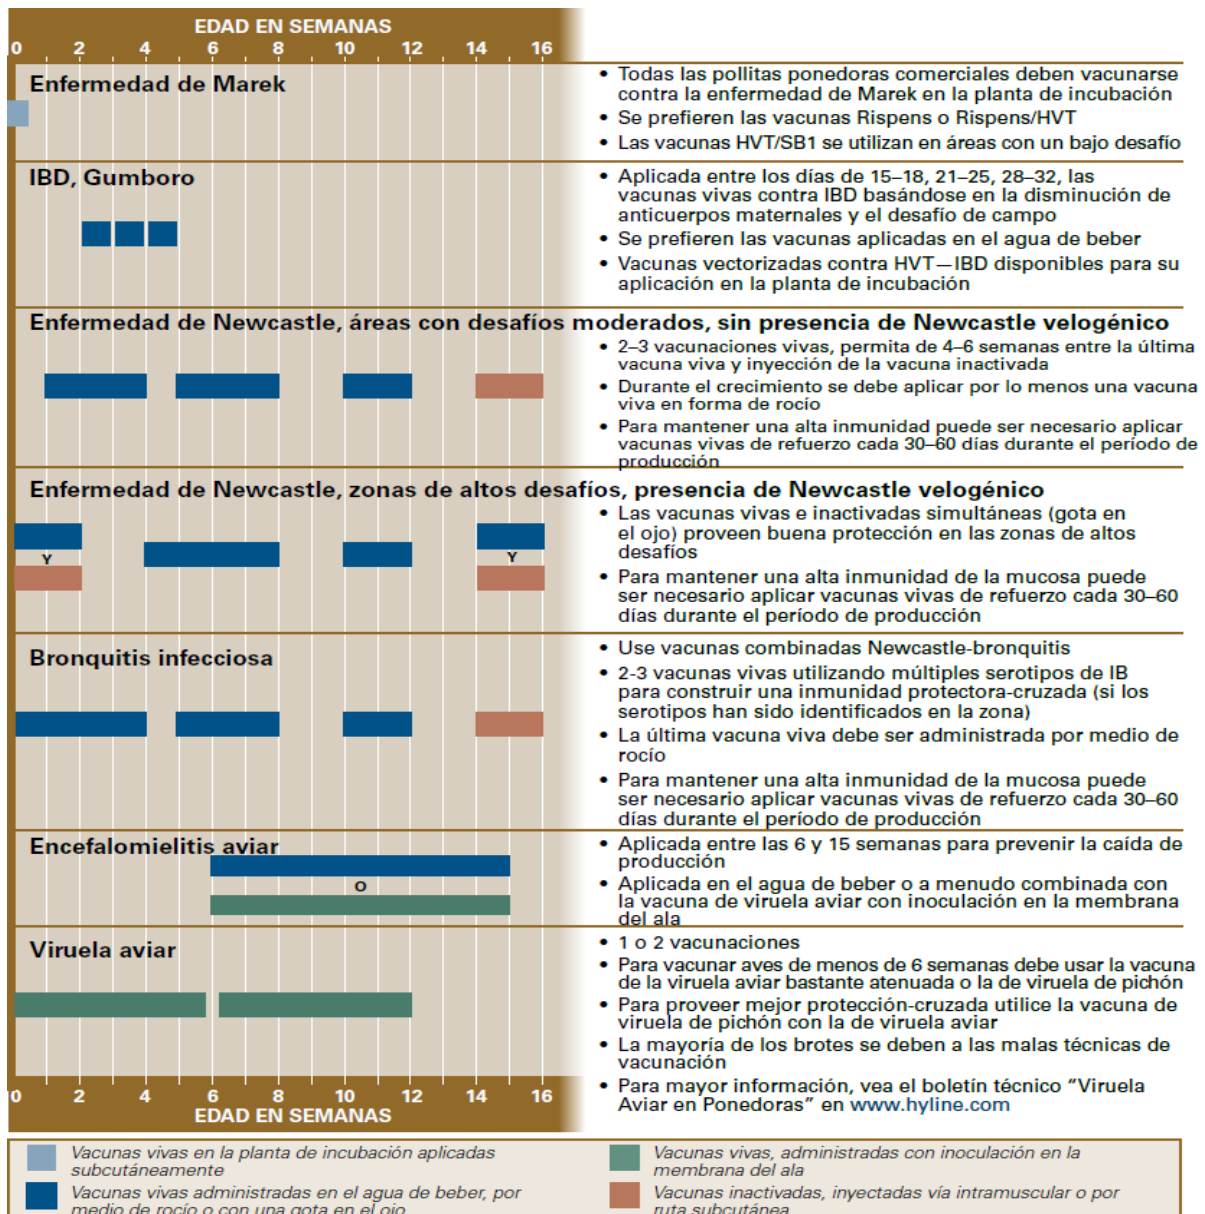 EDAD EN SEMANAS
0 2 4 6 8 10 12 14 16
Enfermedad de Marek
• Todas las pollitas ponedoras comerciales deben vacunarse
contra la enfermedad de Marek en la planta de incubación
• Se prefieren las vacunas Rispens o Rispens/HVT
• Las vacunas HVT/SB1 se utilizan en áreas con un bajo desafío
IBD, Gumboro
• Aplicada entre los días de 15–18, 21–25, 28–32, las
vacunas vivas contra IBD basándose en la disminución de
anticuerpos maternales y el desafío de campo
• Se prefieren las vacunas aplicadas en el agua de beber
• Vacunas vectorizadas contra HVT—IBD disponibles para su
aplicación en la planta de incubación
Enfermedad de Newcastle, áreas con desafíos moderados, sin presencia de Newcastle velogénico
• 2–3 vacunaciones vivas, permita de 4–6 semanas entre la última
vacuna viva y inyección de la vacuna inactivada
• Durante el crecimiento se debe aplicar por lo menos una vacuna
viva en forma de rocío
• Para mantener una alta inmunidad puede ser necesario aplicar
vacunas vivas de refuerzo cada 30–60 días durante el período de
producción
Enfermedad de Newcastle, zonas de altos desafíos, presencia de Newcastle velogénico
Y
Y
• Las vacunas vivas e inactivadas simultáneas (gota en
el ojo) proveen buena protección en las zonas de altos
desafíos
• Para mantener una alta inmunidad de la mucosa puede
ser necesario aplicar vacunas vivas de refuerzo cada 30–60
días durante el período de producción
Bronquitis infecciosa
• Use vacunas combinadas Newcastle-bronquitis
• 2-3 vacunas vivas utilizando múltiples serotipos de IB
para construir una inmunidad protectora-cruzada (si los
serotipos han sido identificados en la zona)
• La última vacuna viva debe ser administrada por medio de
rocío
• Para mantener una alta inmunidad de la mucosa puede
ser necesario aplicar vacunas vivas de refuerzo cada 30–60
días durante el período de producción
Encefalomielitis aviar
O
• Aplicada entre las 6 y 15 semanas para prevenir la caída de
producción
• Aplicada en el agua de beber o a menudo combinada con
la vacuna de viruela aviar con inoculación en la membrana
del ala
Viruela aviar
• 1 o 2 vacunaciones
• Para vacunar aves de menos de 6 semanas debe usar la vacuna
de la viruela aviar bastante atenuada o la de viruela de pichón
• Para proveer mejor protección-cruzada utilice la vacuna de
viruela de pichón con la de viruela aviar
• La mayoría de los brotes se deben a las malas técnicas de
vacunación
• Para mayor información, vea el boletín técnico “Viruela
Aviar en Ponedoras” en www.hyline.com
0 2 4 6 8 10 12 14 16
EDAD EN SEMANAS
Vacunas vivas en la planta de incubación aplicadas
subcutáneamente
Vacunas vivas administradas en el agua de beber, por
medio de rocío o con una gota en el ojo
Vacunas vivas, administradas con inoculación en la
membrana del ala
Vacunas inactivadas, inyectadas vía intramuscular o por
ruta subcutánea